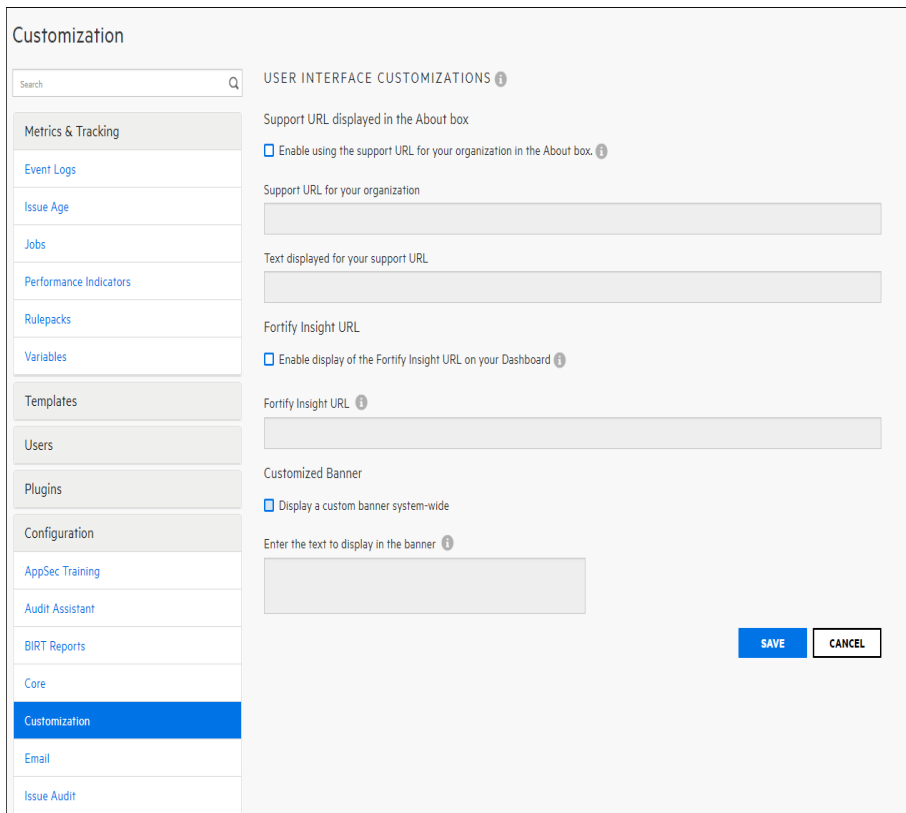 Customization
Search
Metrics & Tracking
Event Logs
Issue Age
Jobs
Performance Indicators
Rulepacks
Variables
Templates
Users
Plugins
Configuration
AppSec Training
Audit Assistant
BIRT Reports
Core
Customization
Email
Issue Audit
USER INTERFACE CUSTOMIZATIONS
Support URL displayed in the About box
Enable using the support URL for your organization in the About box.
Support URL for your organization
Text displayed for your support URL
Fortify Insight URL
Enable display of the Fortify Insight URL on your Dashboard
Fortify Insight URL
Customized Banner
Display a custom banner system-wide
Enter the text to display in the banner
SAVE
CANCEL